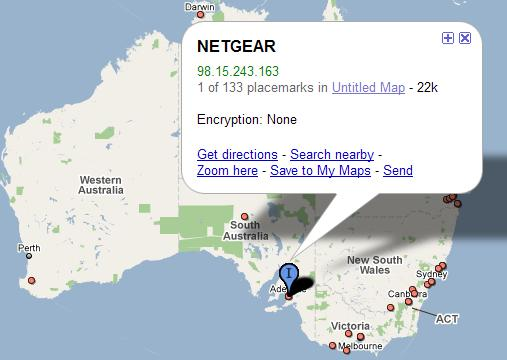 Darwin
NETGEAR
98.15.243.163
1 of 133 placemarks in Untitled Map - 22k
Encryption: None
Get directions - Search nearby -
Zoom here - Save to My Maps - Send
Western
Australia
South
Australia
Perth
I
New South
Wales
Sydney
Canberra
ACT
Victoria
Melbourne